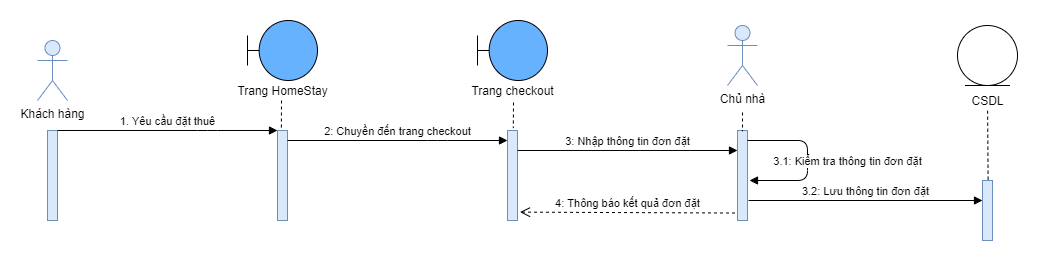 Khách hàng
Trang HomeStay
Trang checkout
Chủ nhà
CSDL
1. Yêu cầu đặt thuê
2: Chuyển đến trang checkout
3: Nhập thông tin đơn đặt
3.1: Kiểm tra thông tin đơn đặt
3.2: Lưu thông tin đơn đặt
4: Thông báo kết quả đơn đặt